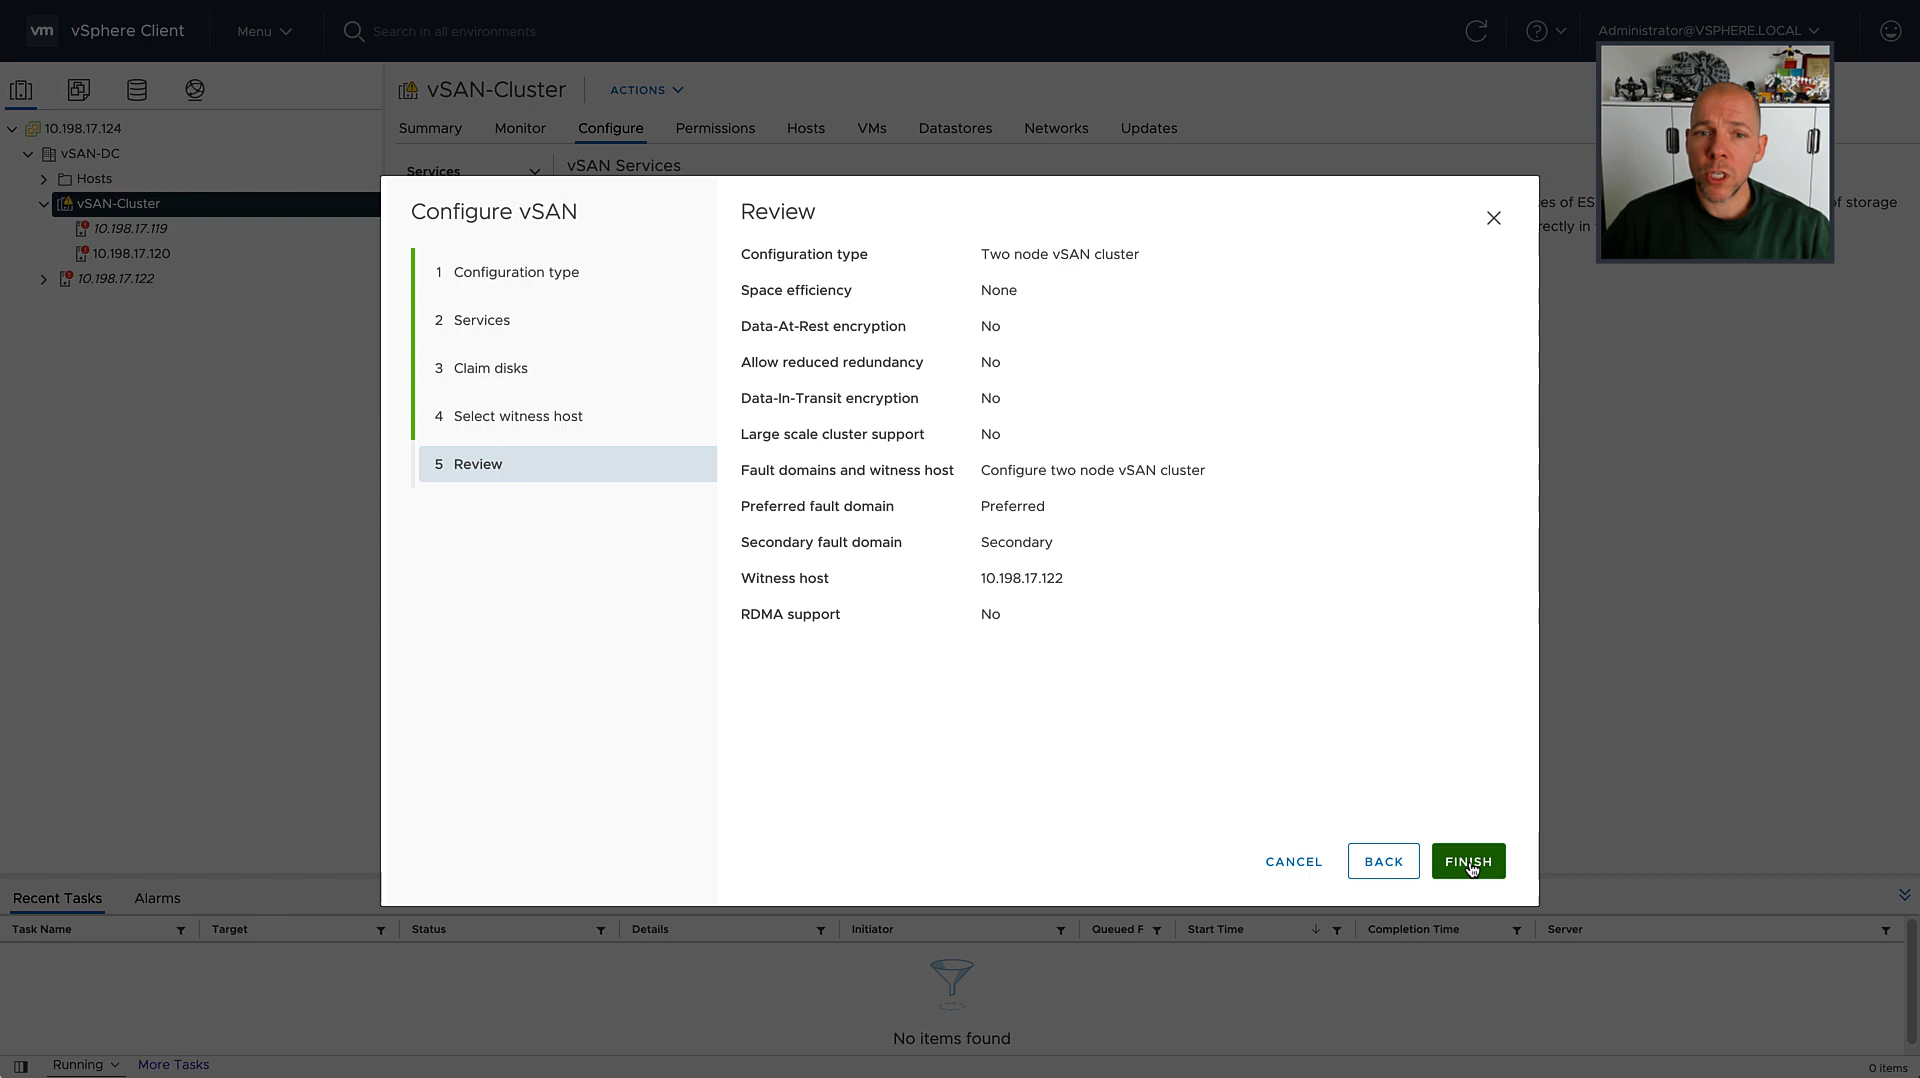 vm vSphere Client Menu Search in all environments Administrator@VSPHERE.LOCAL
vSAN-Cluster ACTIONS
Summary Monitor Configure Permissions Hosts VMs Datastores Networks Updates
10.198.17.124
vSAN-DC
Hosts
vSAN-Cluster
10.198.17.119
10.198.17.120
10.198.17.122
Services vSAN Services
es of ES
of storage
rectly in
Configure vSAN
1 Configuration type
2 Services
3 Claim disks
4 Select witness host
5 Review
Review
Configuration type Two node vSAN cluster
Space efficiency None
Data-At-Rest encryption No
Allow reduced redundancy No
Data-In-Transit encryption No
Large scale cluster support No
Fault domains and witness host Configure two node vSAN cluster
Preferred fault domain Preferred
Secondary fault domain Secondary
Witness host 10.198.17.122
RDMA support No
CANCEL BACK FINISH
Recent Tasks Alarms
Task Name Target Status Details Initiator Queued F Start Time Completion Time Server
No items found
Running More Tasks 0 items